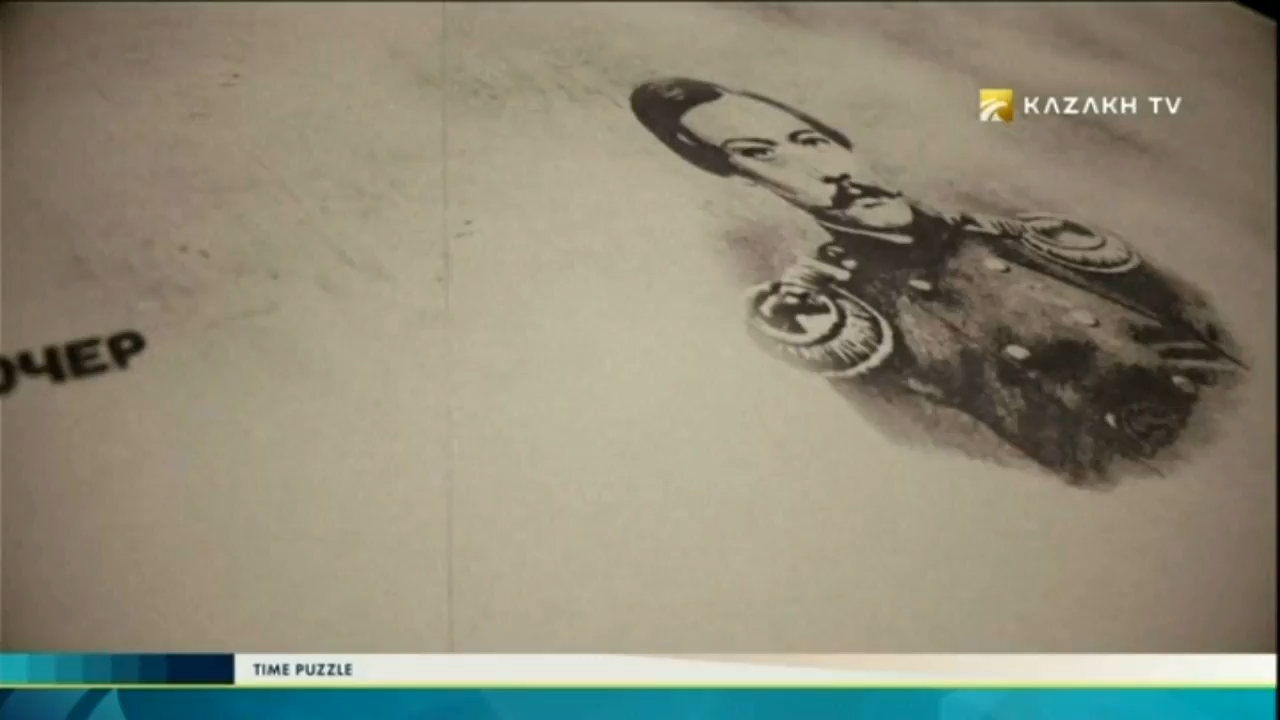 KAZAKH TV
ОЧЕР
TIME PUZZLE